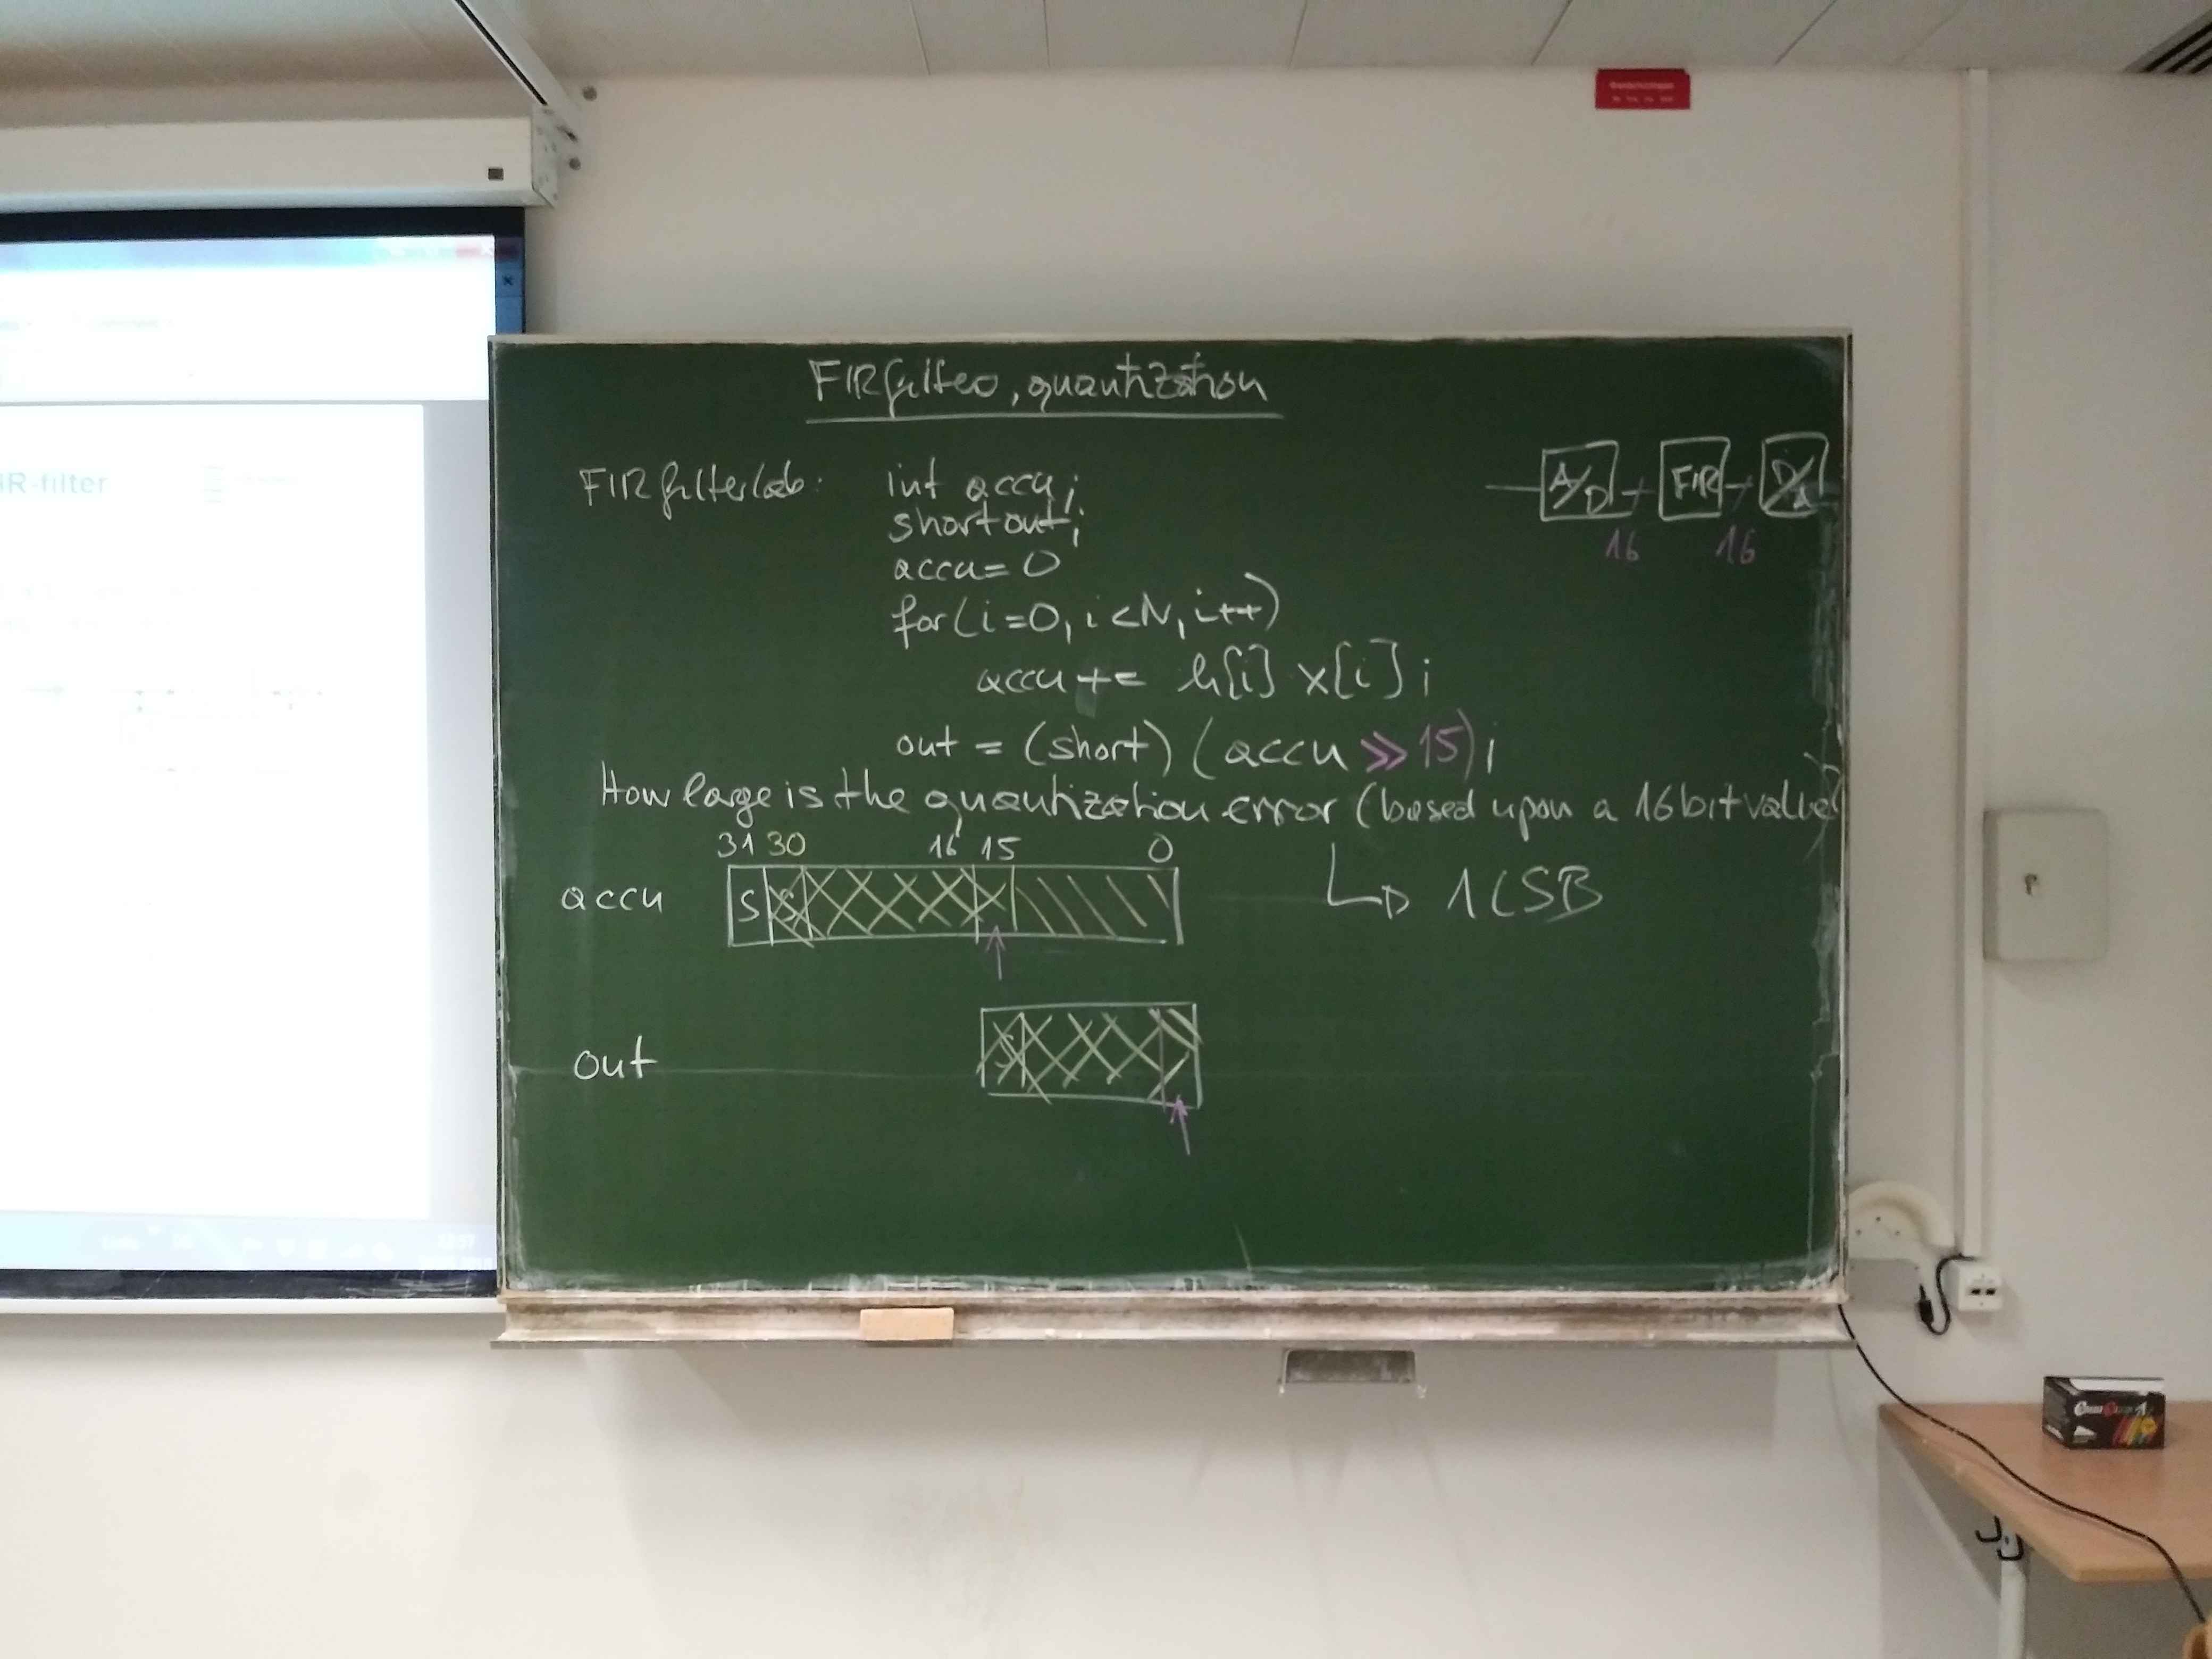 FIR filter, quantization
FIR filter lab: int accu;
short out;
accu = 0
for (i=0, i<N, i++)
accu += h[i] x[i];
out = (short) (accu >> 15);
A/D FIR D/A
16 16
How large is the quantization error (based upon a 16 bit value)
31 30 16 15 0
accu S S
1 LSB
out S
IR-filter